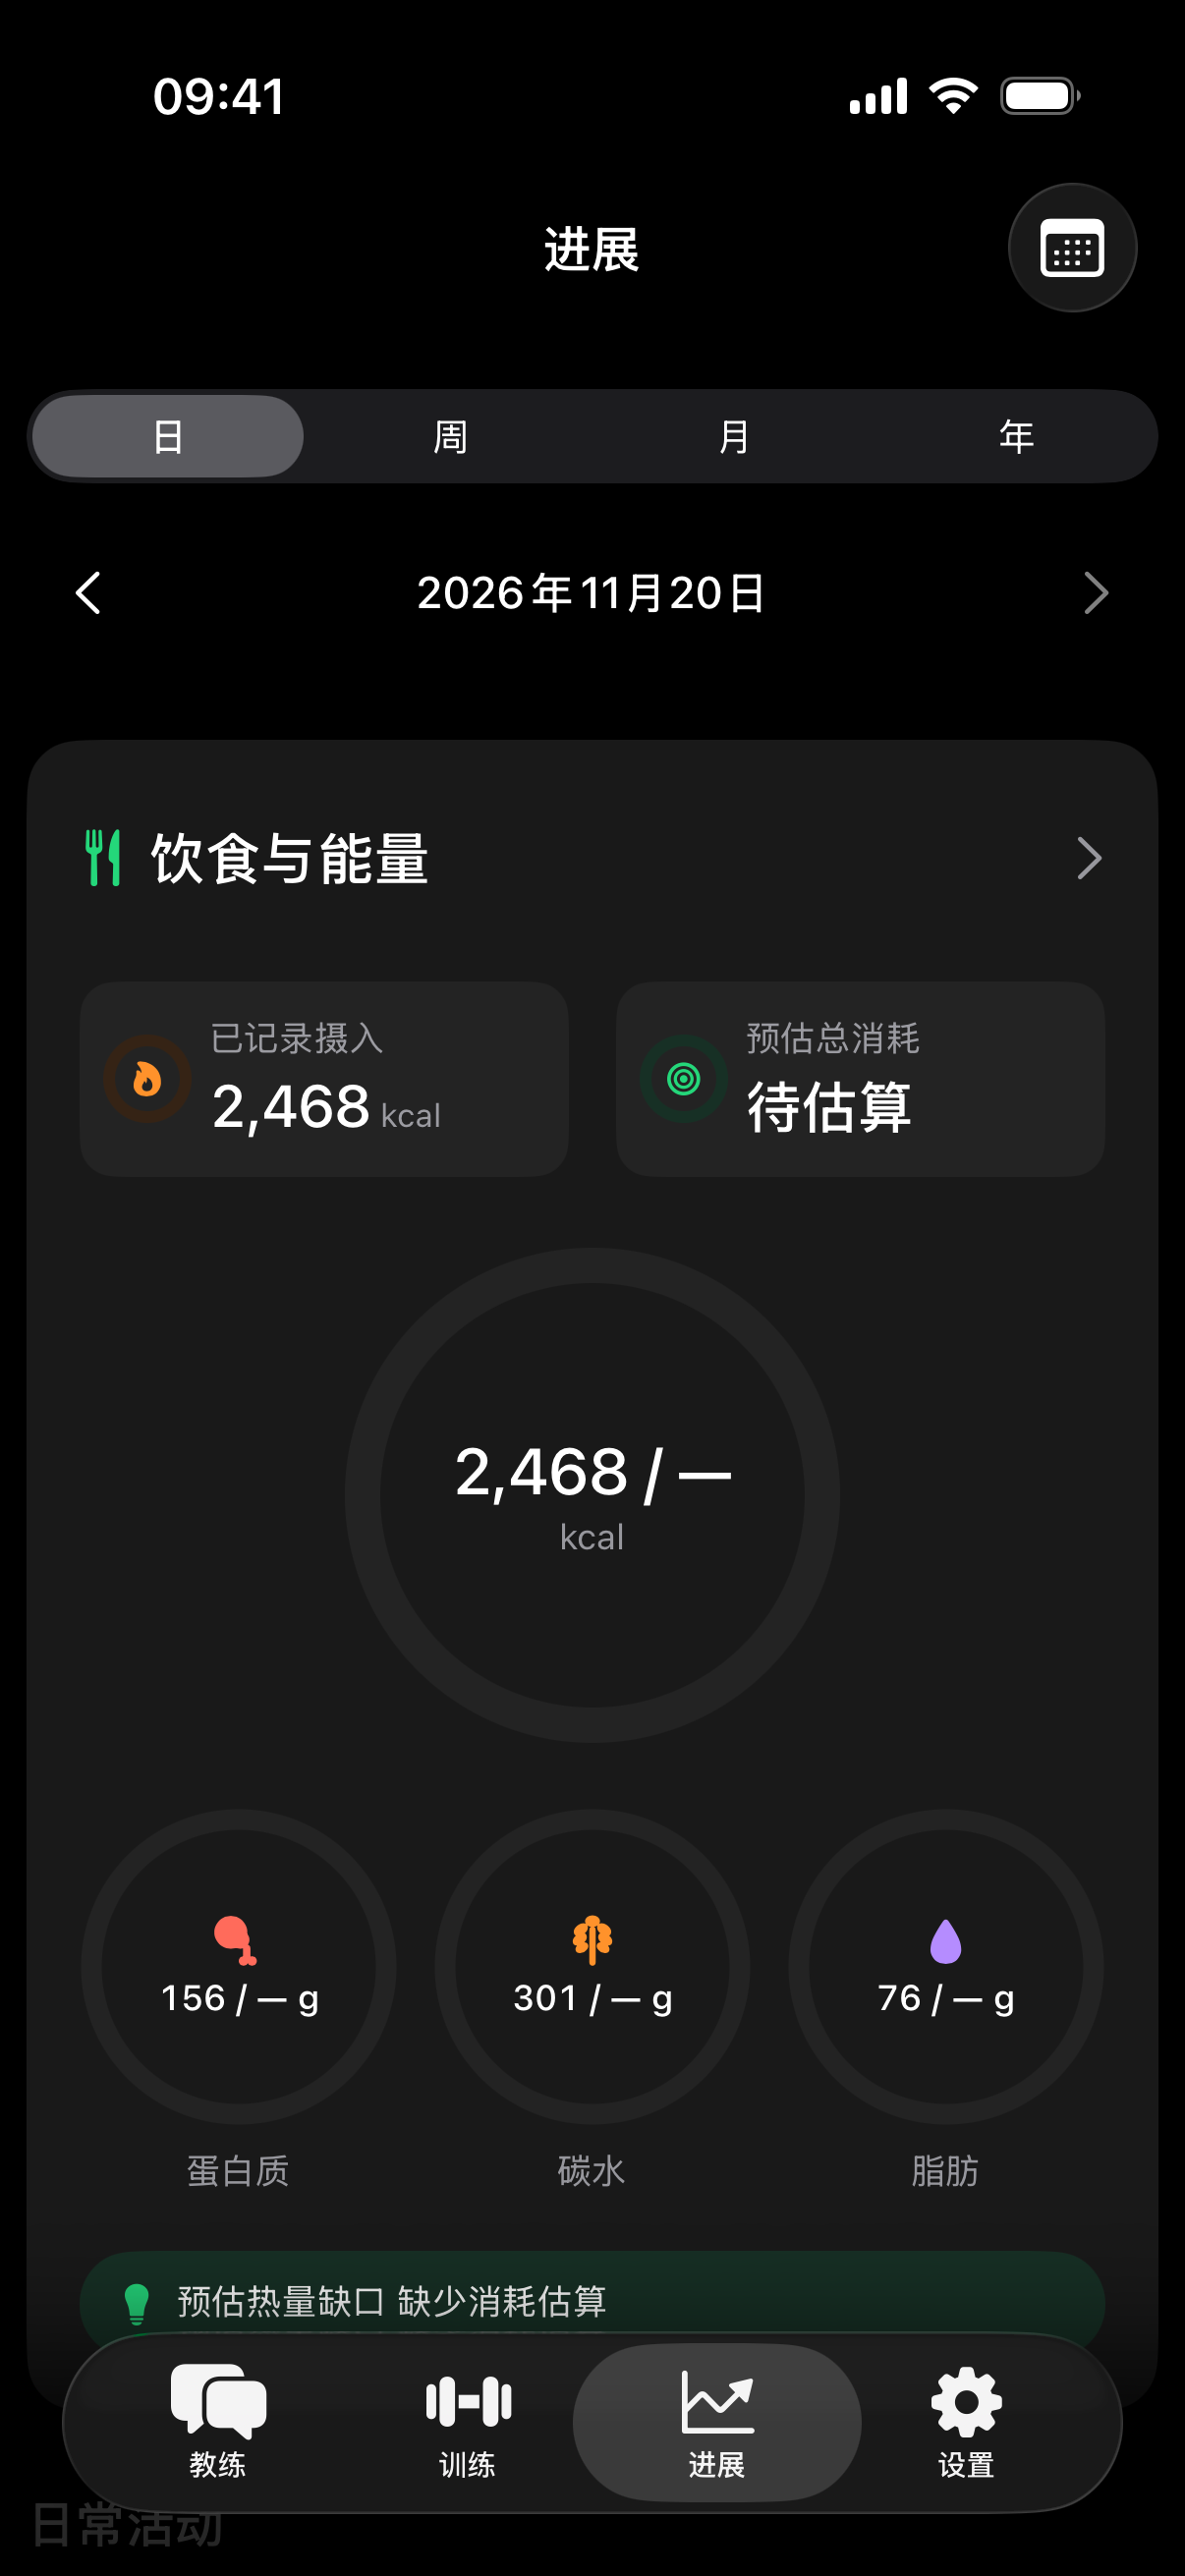 09:41
进展
日 周 月 年
2026年11月20日
饮食与能量
已记录摄入
2,468 kcal
预估总消耗
待估算
2,468 / —
kcal
156 / — g
301 / — g
76 / — g
蛋白质
碳水
脂肪
预估热量缺口 缺少消耗估算
教练
训练
进展
设置
日常活动